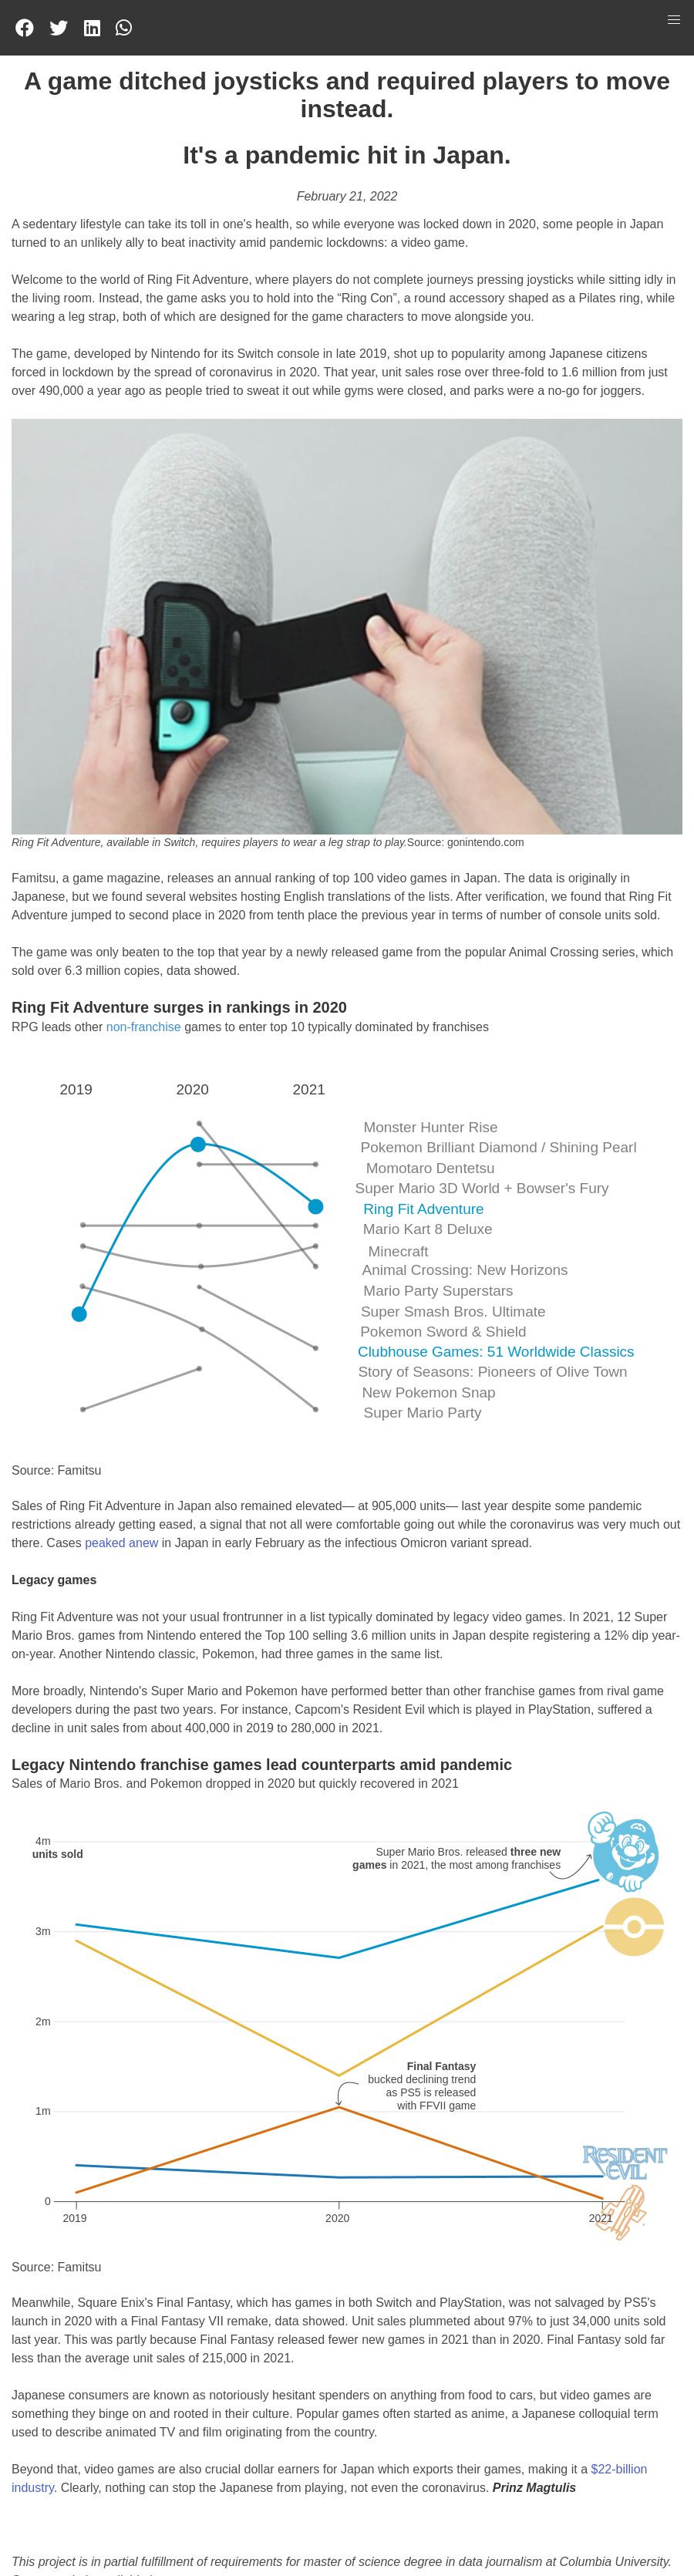 A game ditched joysticks and required players to move
instead.
It's a pandemic hit in Japan.
February 21, 2022
A sedentary lifestyle can take its toll in one's health, so while everyone was locked down in 2020, some people in Japan
turned to an unlikely ally to beat inactivity amid pandemic lockdowns: a video game.
Welcome to the world of Ring Fit Adventure, where players do not complete journeys pressing joysticks while sitting idly in
the living room. Instead, the game asks you to hold into the “Ring Con”, a round accessory shaped as a Pilates ring, while
wearing a leg strap, both of which are designed for the game characters to move alongside you.
The game, developed by Nintendo for its Switch console in late 2019, shot up to popularity among Japanese citizens
forced in lockdown by the spread of coronavirus in 2020. That year, unit sales rose over three-fold to 1.6 million from just
over 490,000 a year ago as people tried to sweat it out while gyms were closed, and parks were a no-go for joggers.
Ring Fit Adventure, available in Switch, requires players to wear a leg strap to play.Source: gonintendo.com
Famitsu, a game magazine, releases an annual ranking of top 100 video games in Japan. The data is originally in
Japanese, but we found several websites hosting English translations of the lists. After verification, we found that Ring Fit
Adventure jumped to second place in 2020 from tenth place the previous year in terms of number of console units sold.
The game was only beaten to the top that year by a newly released game from the popular Animal Crossing series, which
sold over 6.3 million copies, data showed.
Ring Fit Adventure surges in rankings in 2020
RPG leads other non-franchise games to enter top 10 typically dominated by franchises
2019 2020 2021
Monster Hunter Rise
Pokemon Brilliant Diamond / Shining Pearl
Momotaro Dentetsu
Super Mario 3D World + Bowser's Fury
Ring Fit Adventure
Mario Kart 8 Deluxe
Minecraft
Animal Crossing: New Horizons
Mario Party Superstars
Super Smash Bros. Ultimate
Pokemon Sword & Shield
Clubhouse Games: 51 Worldwide Classics
Story of Seasons: Pioneers of Olive Town
New Pokemon Snap
Super Mario Party
Source: Famitsu
Sales of Ring Fit Adventure in Japan also remained elevated— at 905,000 units— last year despite some pandemic
restrictions already getting eased, a signal that not all were comfortable going out while the coronavirus was very much out
there. Cases peaked anew in Japan in early February as the infectious Omicron variant spread.
Legacy games
Ring Fit Adventure was not your usual frontrunner in a list typically dominated by legacy video games. In 2021, 12 Super
Mario Bros. games from Nintendo entered the Top 100 selling 3.6 million units in Japan despite registering a 12% dip year-
on-year. Another Nintendo classic, Pokemon, had three games in the same list.
More broadly, Nintendo's Super Mario and Pokemon have performed better than other franchise games from rival game
developers during the past two years. For instance, Capcom's Resident Evil which is played in PlayStation, suffered a
decline in unit sales from about 400,000 in 2019 to 280,000 in 2021.
Legacy Nintendo franchise games lead counterparts amid pandemic
Sales of Mario Bros. and Pokemon dropped in 2020 but quickly recovered in 2021
4m
units sold
Super Mario Bros. released three new
games in 2021, the most among franchises
3m
2m
Final Fantasy
bucked declining trend
as PS5 is released
with FFVII game
1m
RESIDENT
EVIL
0
2019 2020 2021
Source: Famitsu
Meanwhile, Square Enix's Final Fantasy, which has games in both Switch and PlayStation, was not salvaged by PS5's
launch in 2020 with a Final Fantasy VII remake, data showed. Unit sales plummeted about 97% to just 34,000 units sold
last year. This was partly because Final Fantasy released fewer new games in 2021 than in 2020. Final Fantasy sold far
less than the average unit sales of 215,000 in 2021.
Japanese consumers are known as notoriously hesitant spenders on anything from food to cars, but video games are
something they binge on and rooted in their culture. Popular games often started as anime, a Japanese colloquial term
used to describe animated TV and film originating from the country.
Beyond that, video games are also crucial dollar earners for Japan which exports their games, making it a $22-billion
industry. Clearly, nothing can stop the Japanese from playing, not even the coronavirus. Prinz Magtulis
This project is in partial fulfillment of requirements for master of science degree in data journalism at Columbia University.